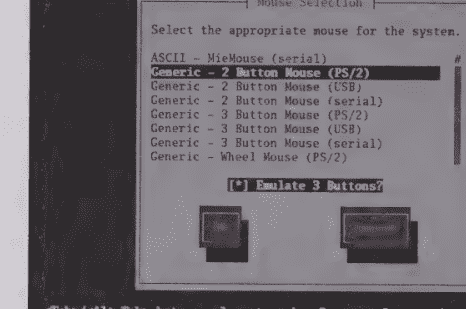 Mouse Selection
Select the appropriate mouse for the system.
ASCII - MieMouse (serial)
#
Generic - 2 Button Mouse (PS/2)
Generic - 2 Button Mouse (USB)
Generic - 2 Button Mouse (serial)
Generic - 3 Button Mouse (PS/2)
Generic - 3 Button Mouse (USB)
Generic - 3 Button Mouse (serial)
Generic - Wheel Mouse (PS/2)
[*] Emulate 3 Buttons?